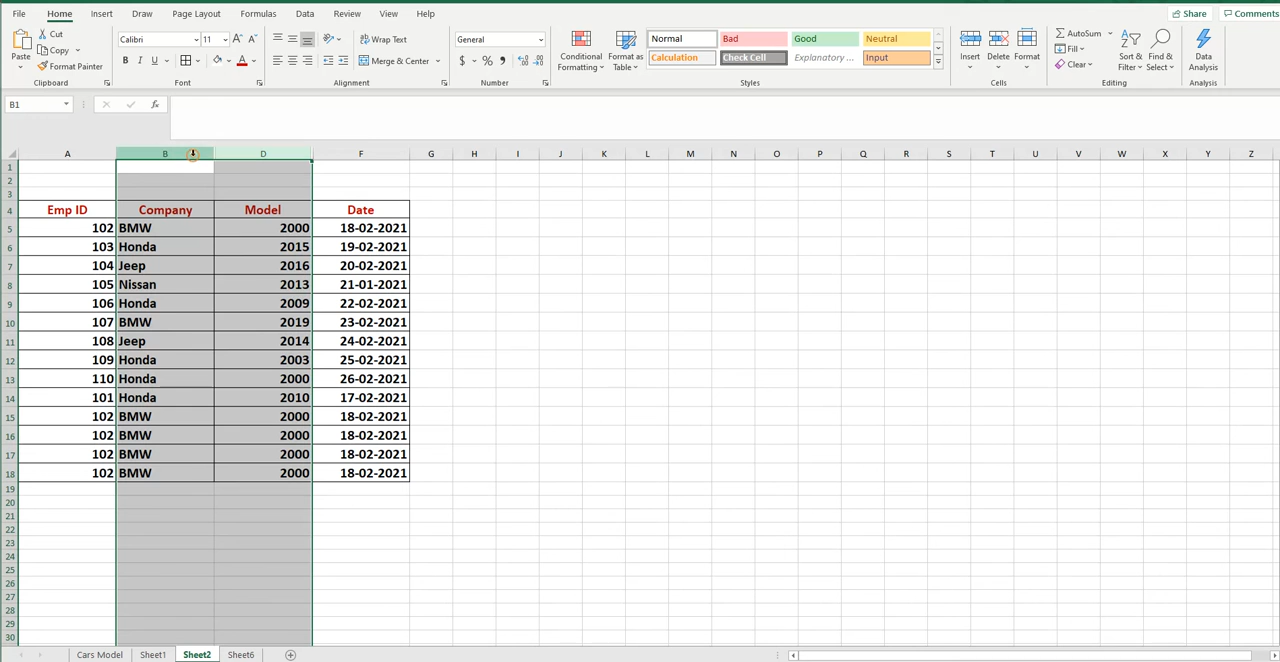 File Home Insert Draw Page Layout Formulas Data Review View Help Share Comments
Paste Cut Copy Format Painter Clipboard
Calibri 11 A A B I U A Font
Wrap Text Merge & Center Alignment
General $ % Number
Conditional Formatting Format as Table Normal Bad Good Neutral Calculation Check Cell Explanatory ... Input Styles
Insert Delete Format Cells
AutoSum Fill Clear Sort & Filter Find & Select Editing
Data Analysis Analysis
B1 fx
A B D F G H I J K L M N O P Q R S T U V W X Y Z
1
2
3
4 Emp ID Company Model Date
5 102 BMW 2000 18-02-2021
6 103 Honda 2015 19-02-2021
7 104 Jeep 2016 20-02-2021
8 105 Nissan 2013 21-01-2021
9 106 Honda 2009 22-02-2021
10 107 BMW 2019 23-02-2021
11 108 Jeep 2014 24-02-2021
12 109 Honda 2003 25-02-2021
13 110 Honda 2000 26-02-2021
14 101 Honda 2010 17-02-2021
15 102 BMW 2000 18-02-2021
16 102 BMW 2000 18-02-2021
17 102 BMW 2000 18-02-2021
18 102 BMW 2000 18-02-2021
19
20
21
22
23
24
25
26
27
28
29
30
Cars Model Sheet1 Sheet2 Sheet6